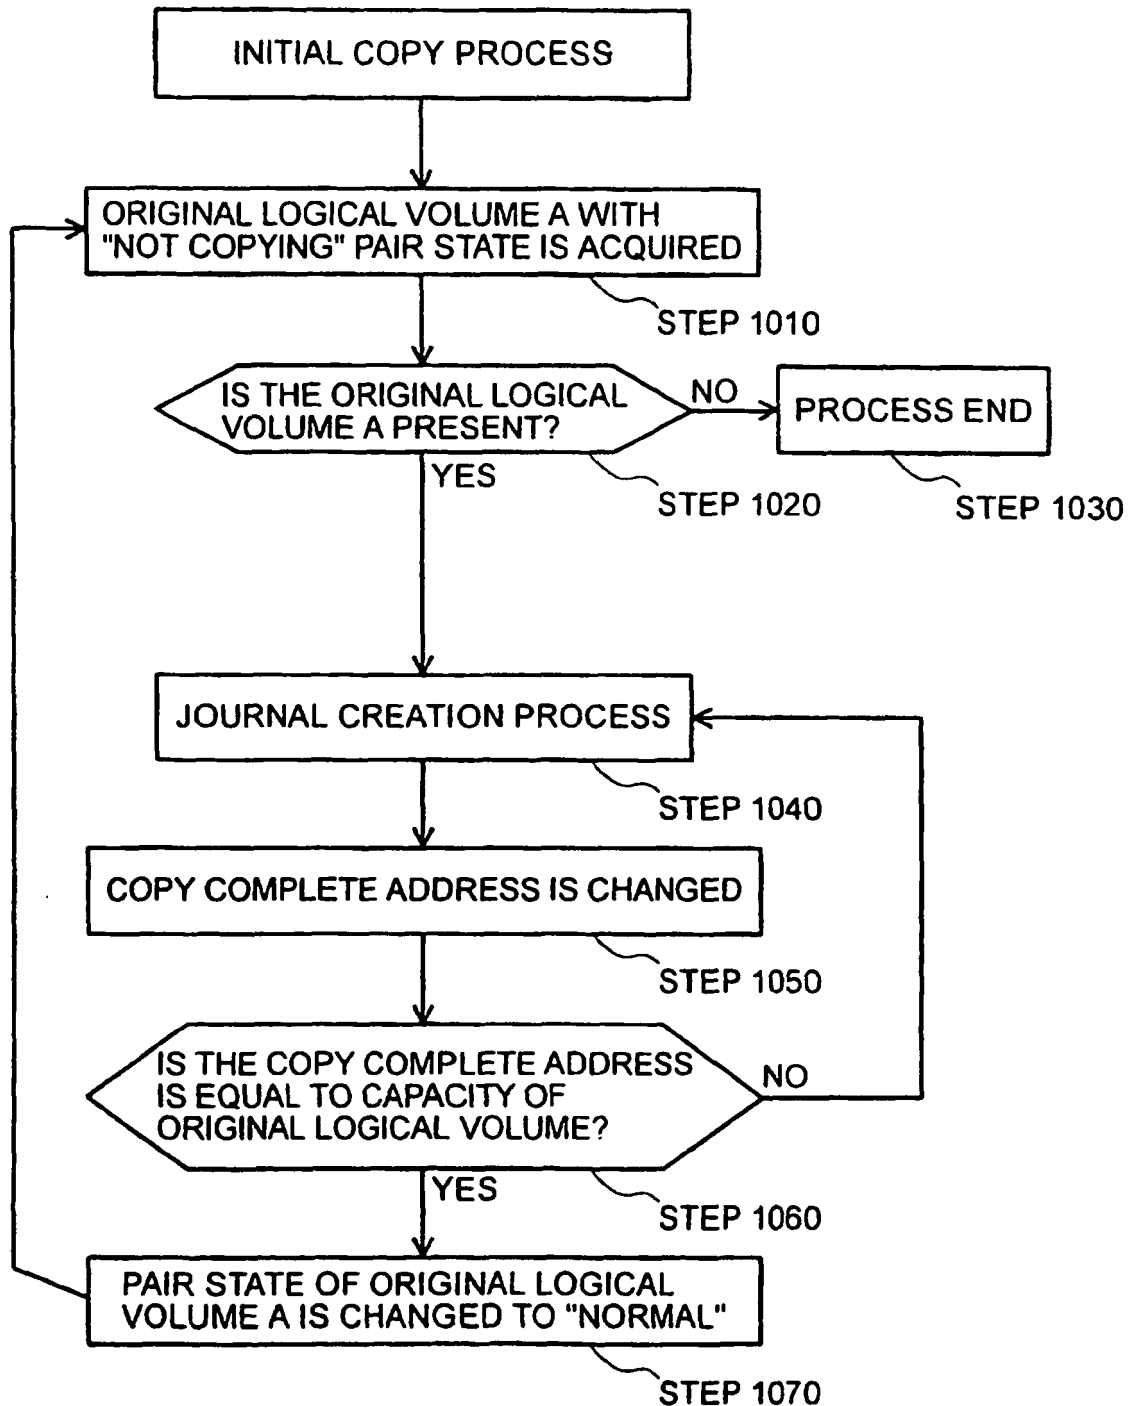 INITIAL COPY PROCESS
ORIGINAL LOGICAL VOLUME A WITH
"NOT COPYING" PAIR STATE IS ACQUIRED
STEP 1010
IS THE ORIGINAL LOGICAL
VOLUME A PRESENT?
NO
PROCESS END
YES
STEP 1020
STEP 1030
JOURNAL CREATION PROCESS
STEP 1040
COPY COMPLETE ADDRESS IS CHANGED
STEP 1050
IS THE COPY COMPLETE ADDRESS
IS EQUAL TO CAPACITY OF
ORIGINAL LOGICAL VOLUME?
NO
YES
STEP 1060
PAIR STATE OF ORIGINAL LOGICAL
VOLUME A IS CHANGED TO "NORMAL"
STEP 1070